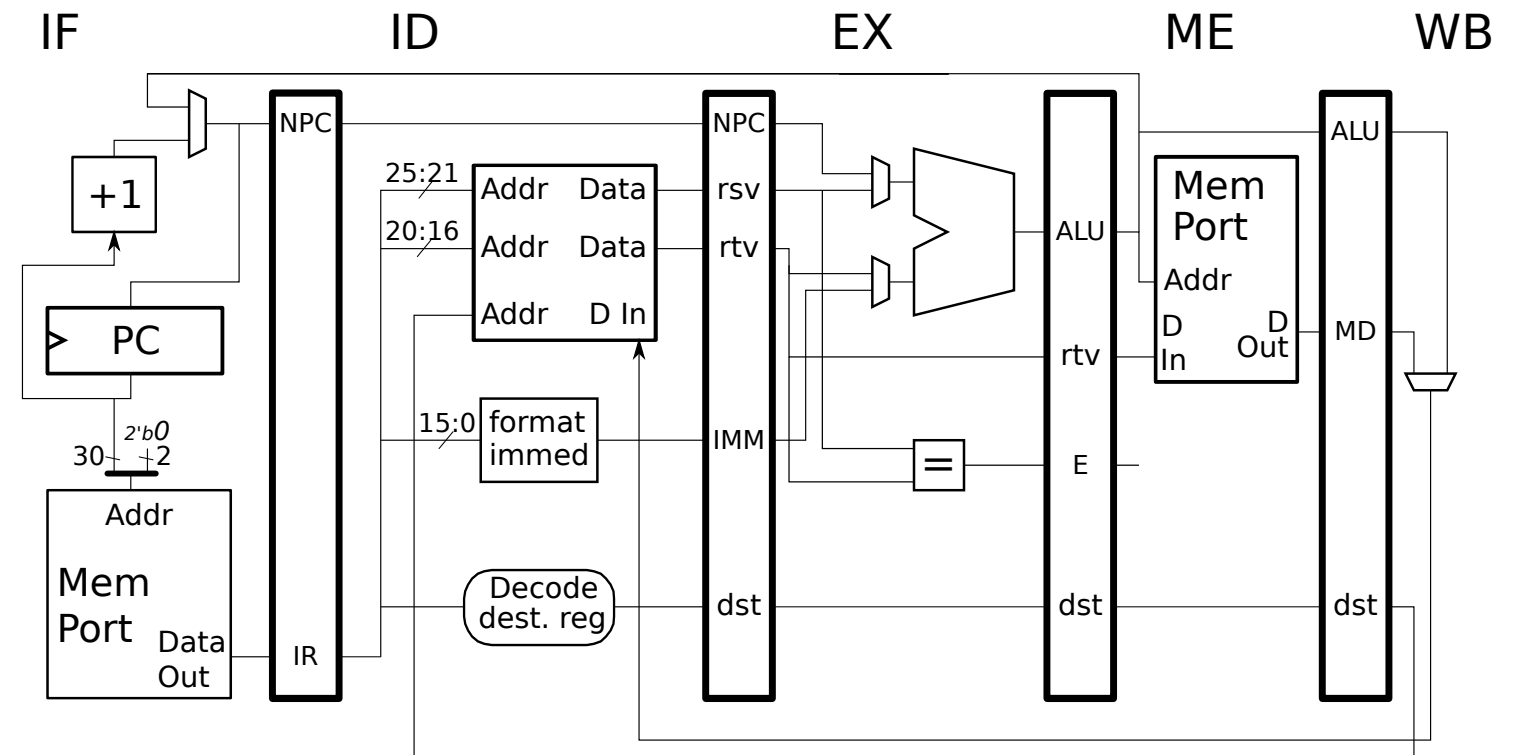 IF
ID
EX
ME
WB
+1
PC
30
2'b0
2
Addr
Mem
Port
Data
Out
NPC
IR
25:21
20:16
Addr Data
Addr Data
Addr D In
15:0
format
immed
Decode
dest. reg
NPC
rsv
rtv
IMM
dst
=
ALU
rtv
E
dst
Mem
Port
Addr
D
In
D
Out
ALU
MD
dst